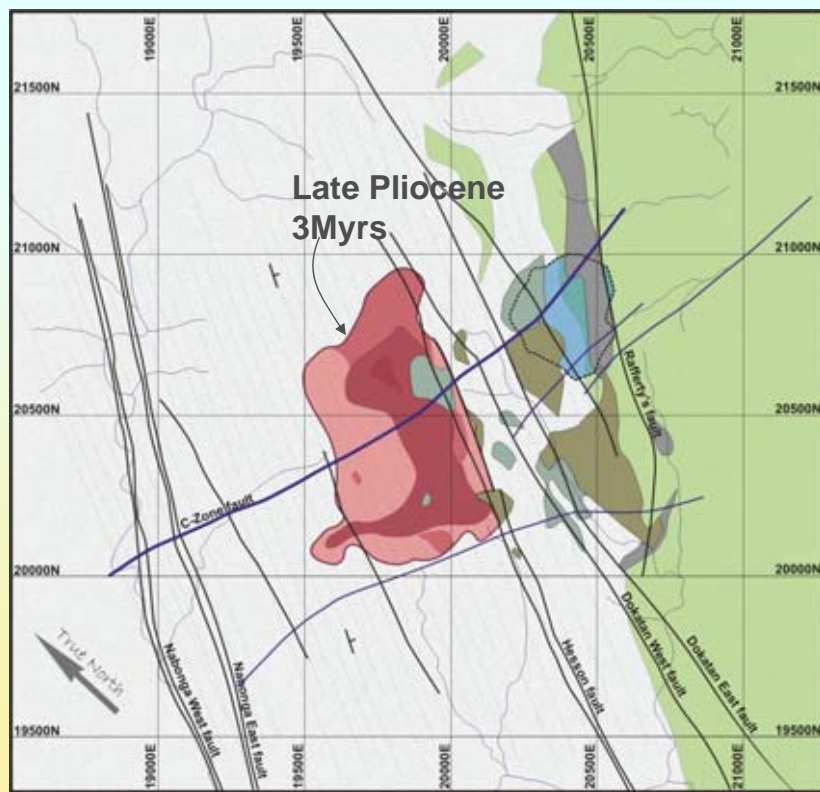 19000E
19500E
20000E
20500E
21000E
21500N
21500N
Late Pliocene
3Myrs
21000N
21000N
Rafferty's fault
20500N
20500N
C-Zone fault
20000N
20000N
True North
Nabonga West fault
Nabonga East fault
Hesson fault
Dokatan West fault
Dokatan East fault
19500N
19500N
19000E
19500E
20000E
20500E
21000E